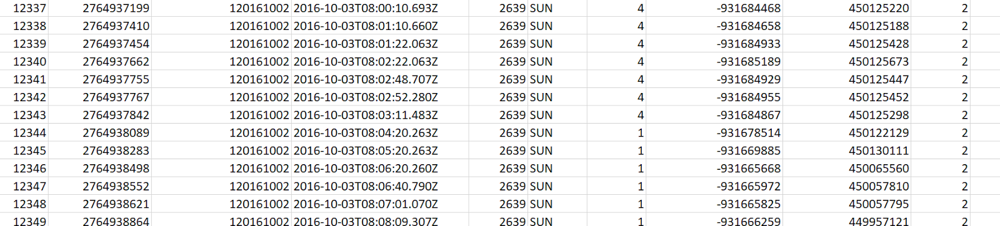 12337 2764937199 120161002 2016-10-03T08:00:10.693Z 2639 SUN 4 -931684468 450125220 2
12338 2764937410 120161002 2016-10-03T08:01:10.660Z 2639 SUN 4 -931684658 450125188 2
12339 2764937454 120161002 2016-10-03T08:01:22.063Z 2639 SUN 4 -931684933 450125428 2
12340 2764937662 120161002 2016-10-03T08:02:22.063Z 2639 SUN 4 -931685189 450125673 2
12341 2764937755 120161002 2016-10-03T08:02:48.707Z 2639 SUN 4 -931684929 450125447 2
12342 2764937767 120161002 2016-10-03T08:02:52.280Z 2639 SUN 4 -931684955 450125452 2
12343 2764937842 120161002 2016-10-03T08:03:11.483Z 2639 SUN 4 -931684867 450125298 2
12344 2764938089 120161002 2016-10-03T08:04:20.263Z 2639 SUN 1 -931678514 450122129 2
12345 2764938283 120161002 2016-10-03T08:05:20.263Z 2639 SUN 1 -931669885 450130111 2
12346 2764938498 120161002 2016-10-03T08:06:20.260Z 2639 SUN 1 -931665668 450065560 2
12347 2764938552 120161002 2016-10-03T08:06:40.790Z 2639 SUN 1 -931665972 450057810 2
12348 2764938621 120161002 2016-10-03T08:07:01.070Z 2639 SUN 1 -931665825 450057795 2
12349 2764938864 120161002 2016-10-03T08:08:09.307Z 2639 SUN 1 -931666259 449957121 2